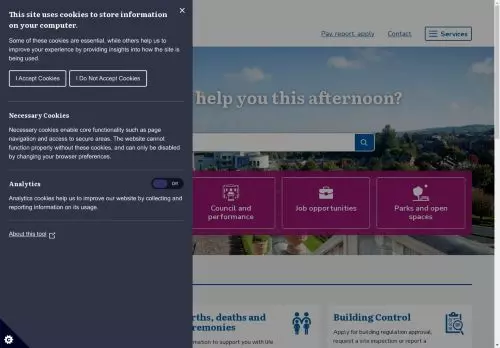 This site uses cookies to store information
on your computer.
Some of these cookies are essential, while others help us to
improve your experience by providing insights into how the site is
being used.
I Accept Cookies
I Do Not Accept Cookies
Necessary Cookies
Necessary cookies enable core functionality such as page
navigation and access to secure areas. The website cannot
function properly without these cookies, and can only be disabled
by changing your browser preferences.
Analytics
Off
Analytics cookies help us to improve our website by collecting and
reporting information on its usage.
About this tool
Pay, report, apply
Contact
Services
help you this afternoon?
Council and
performance
Job opportunities
Parks and open
spaces
rths, deaths and
remonies
rmation to support you with life
Building Control
Apply for building regulation approval,
request a site inspection or report a